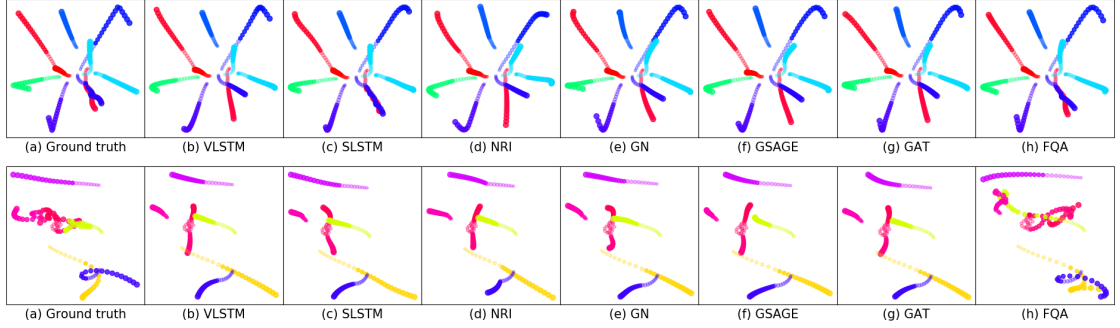 (a) Ground truth (b) VLSTM (c) SLSTM (d) NRI (e) GN (f) GSAGE (g) GAT (h) FQA
(a) Ground truth (b) VLSTM (c) SLSTM (d) NRI (e) GN (f) GSAGE (g) GAT (h) FQA